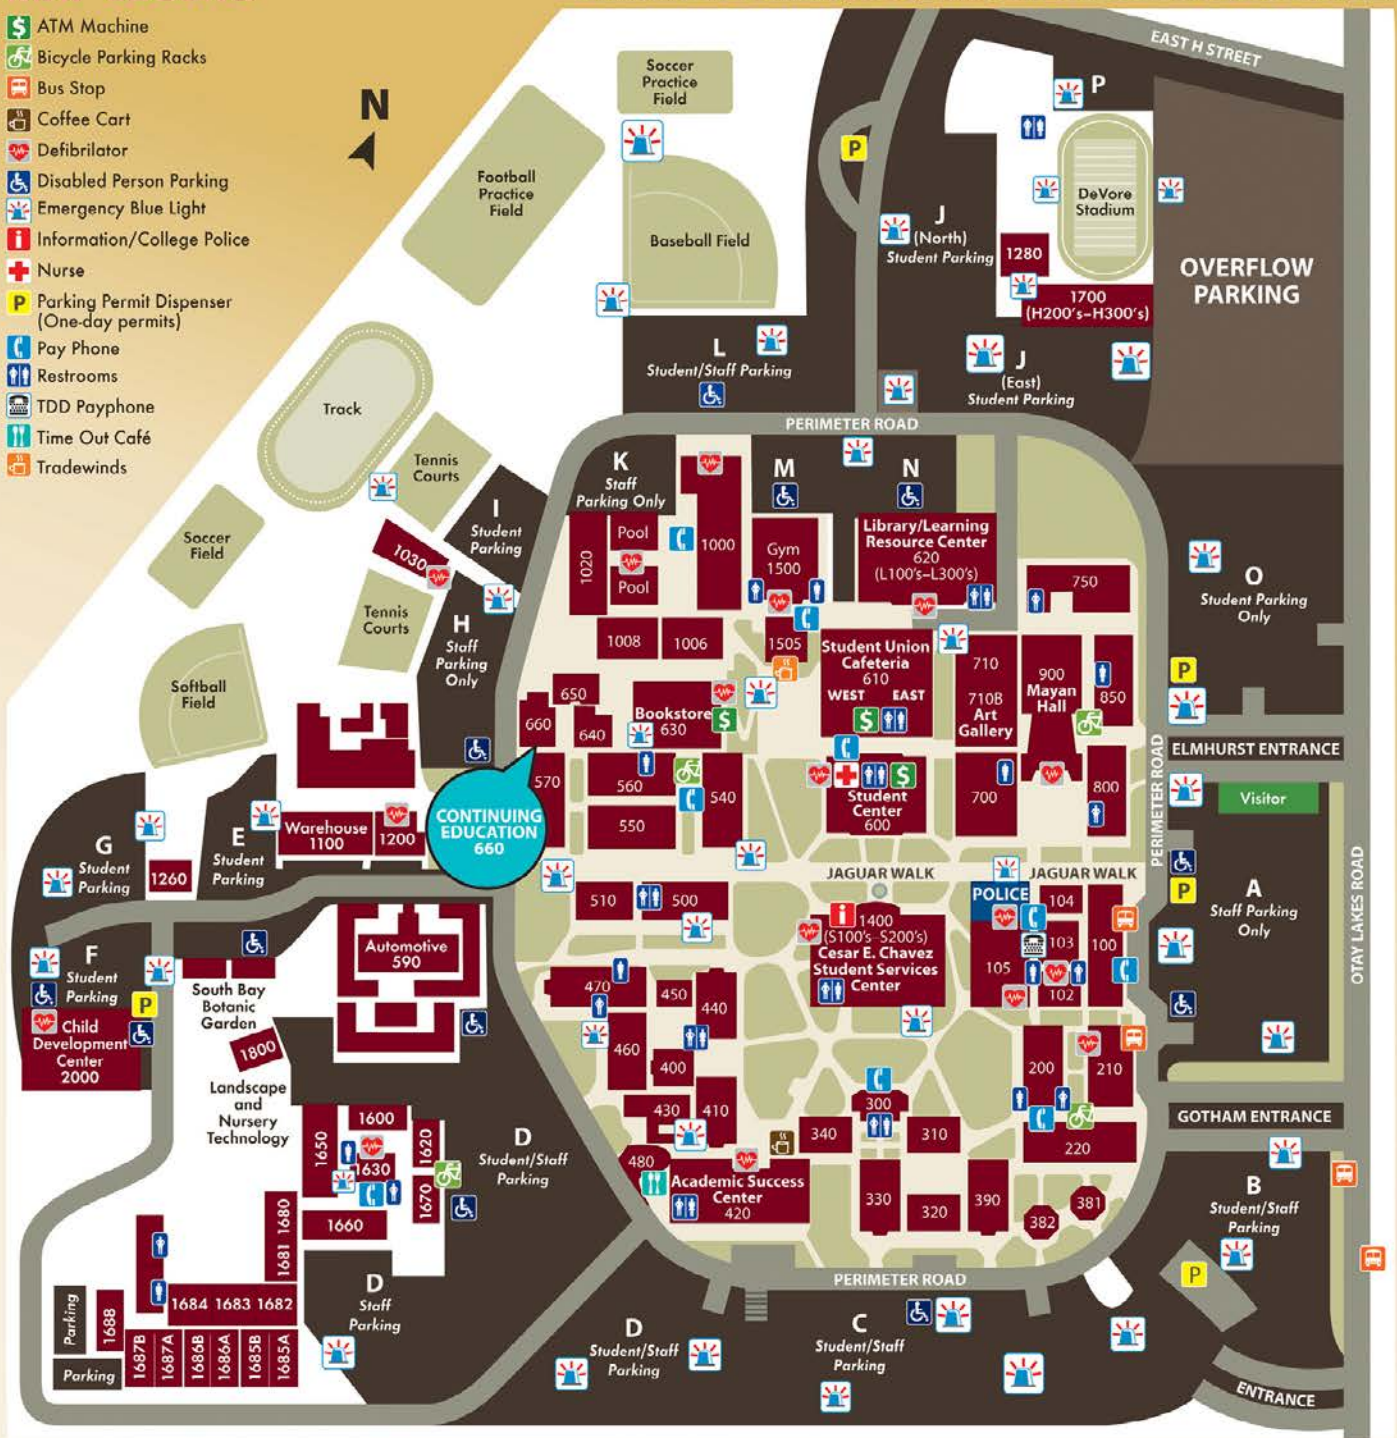 ATM Machine
Bicycle Parking Racks
Bus Stop
Coffee Cart
Defibrilator
Disabled Person Parking
Emergency Blue Light
Information/College Police
Nurse
Parking Permit Dispenser
(One-day permits)
Pay Phone
Restrooms
TDD Payphone
Time Out Café
Tradewinds
N
Soccer
Practice
Field
Football
Practice
Field
Baseball Field
EAST H STREET
P
P
DeVore
Stadium
J
(North)
Student Parking
1280
1700
(H200's-H300's)
OVERFLOW
PARKING
L
Student/Staff Parking
J
(East)
Student Parking
PERIMETER ROAD
Track
Tennis
Courts
Soccer
Field
I
Student
Parking
1030
Tennis
Courts
H
Staff
Parking
Only
Softball
Field
K
Staff
Parking Only
M
N
1020
Pool
Pool
1000
Gym
1500
Library/Learning
Resource Center
620
(L100's-L300's)
750
O
Student Parking
Only
1008
1006
1505
Student Union
Cafeteria
610
WEST EAST
710
710B
Art
Gallery
900
Mayan
Hall
850
P
650
660
640
Bookstore
630
ELMHURST ENTRANCE
570
560
540
550
CONTINUING
EDUCATION
660
Student
Center
600
700
800
PERIMETER ROAD
Visitor
G
Student
Parking
1260
E
Student
Parking
Warehouse
1100
1200
JAGUAR WALK
JAGUAR WALK
OTAY LAKES ROAD
P
A
Staff Parking
Only
510
500
POLICE
104
103
100
105
102
1400
(S100's-S200's)
Cesar E. Chavez
Student Services
Center
Automotive
590
F
Student
Parking
P
Child
Development
Center
2000
South Bay
Botanic
Garden
1800
Landscape
and
Nursery
Technology
470
450
440
460
400
430
410
200
210
220
300
340
310
GOTHAM ENTRANCE
1600
1650
1630
1620
1670
1660
D
Student/Staff
Parking
480
Academic Success
Center
420
330
320
390
382
381
B
Student/Staff
Parking
P
1681 1680
1684 1683 1682
D
Staff
Parking
Parking
1688
Parking
1687B
1687A
1686B
1686A
1685B
1685A
PERIMETER ROAD
D
Student/Staff
Parking
C
Student/Staff
Parking
ENTRANCE